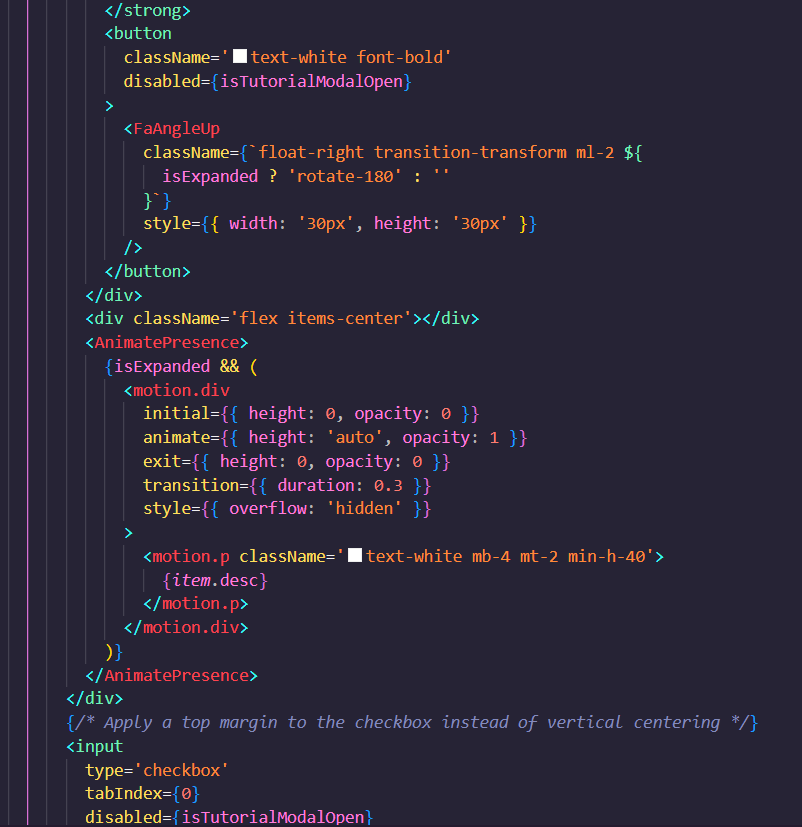 </strong>
<button
className='text-white font-bold'
disabled={isTutorialModalOpen}
>
<FaAngleUp
className={`float-right transition-transform ml-2 ${
isExpanded ? 'rotate-180' : ''
}`}
style={{ width: '30px', height: '30px' }}
/>
</button>
</div>
<div className='flex items-center'></div>
<AnimatePresence>
{isExpanded && (
<motion.div
initial={{ height: 0, opacity: 0 }}
animate={{ height: 'auto', opacity: 1 }}
exit={{ height: 0, opacity: 0 }}
transition={{ duration: 0.3 }}
style={{ overflow: 'hidden' }}
>
<motion.p className='text-white mb-4 mt-2 min-h-40'>
{item.desc}
</motion.p>
</motion.div>
)}
</AnimatePresence>
</div>
{/* Apply a top margin to the checkbox instead of vertical centering */}
<input
type='checkbox'
tabIndex={0}
disabled={isTutorialModalOpen}